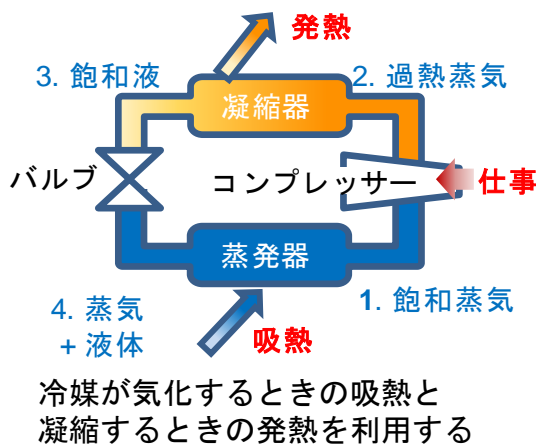 発熱
3. 飽和液
2. 過熱蒸気
凝縮器
バルブ
コンプレッサー
仕事
蒸発器
4. 蒸気
+ 液体
吸熱
1. 飽和蒸気
冷媒が気化するときの吸熱と
凝縮するときの発熱を利用する